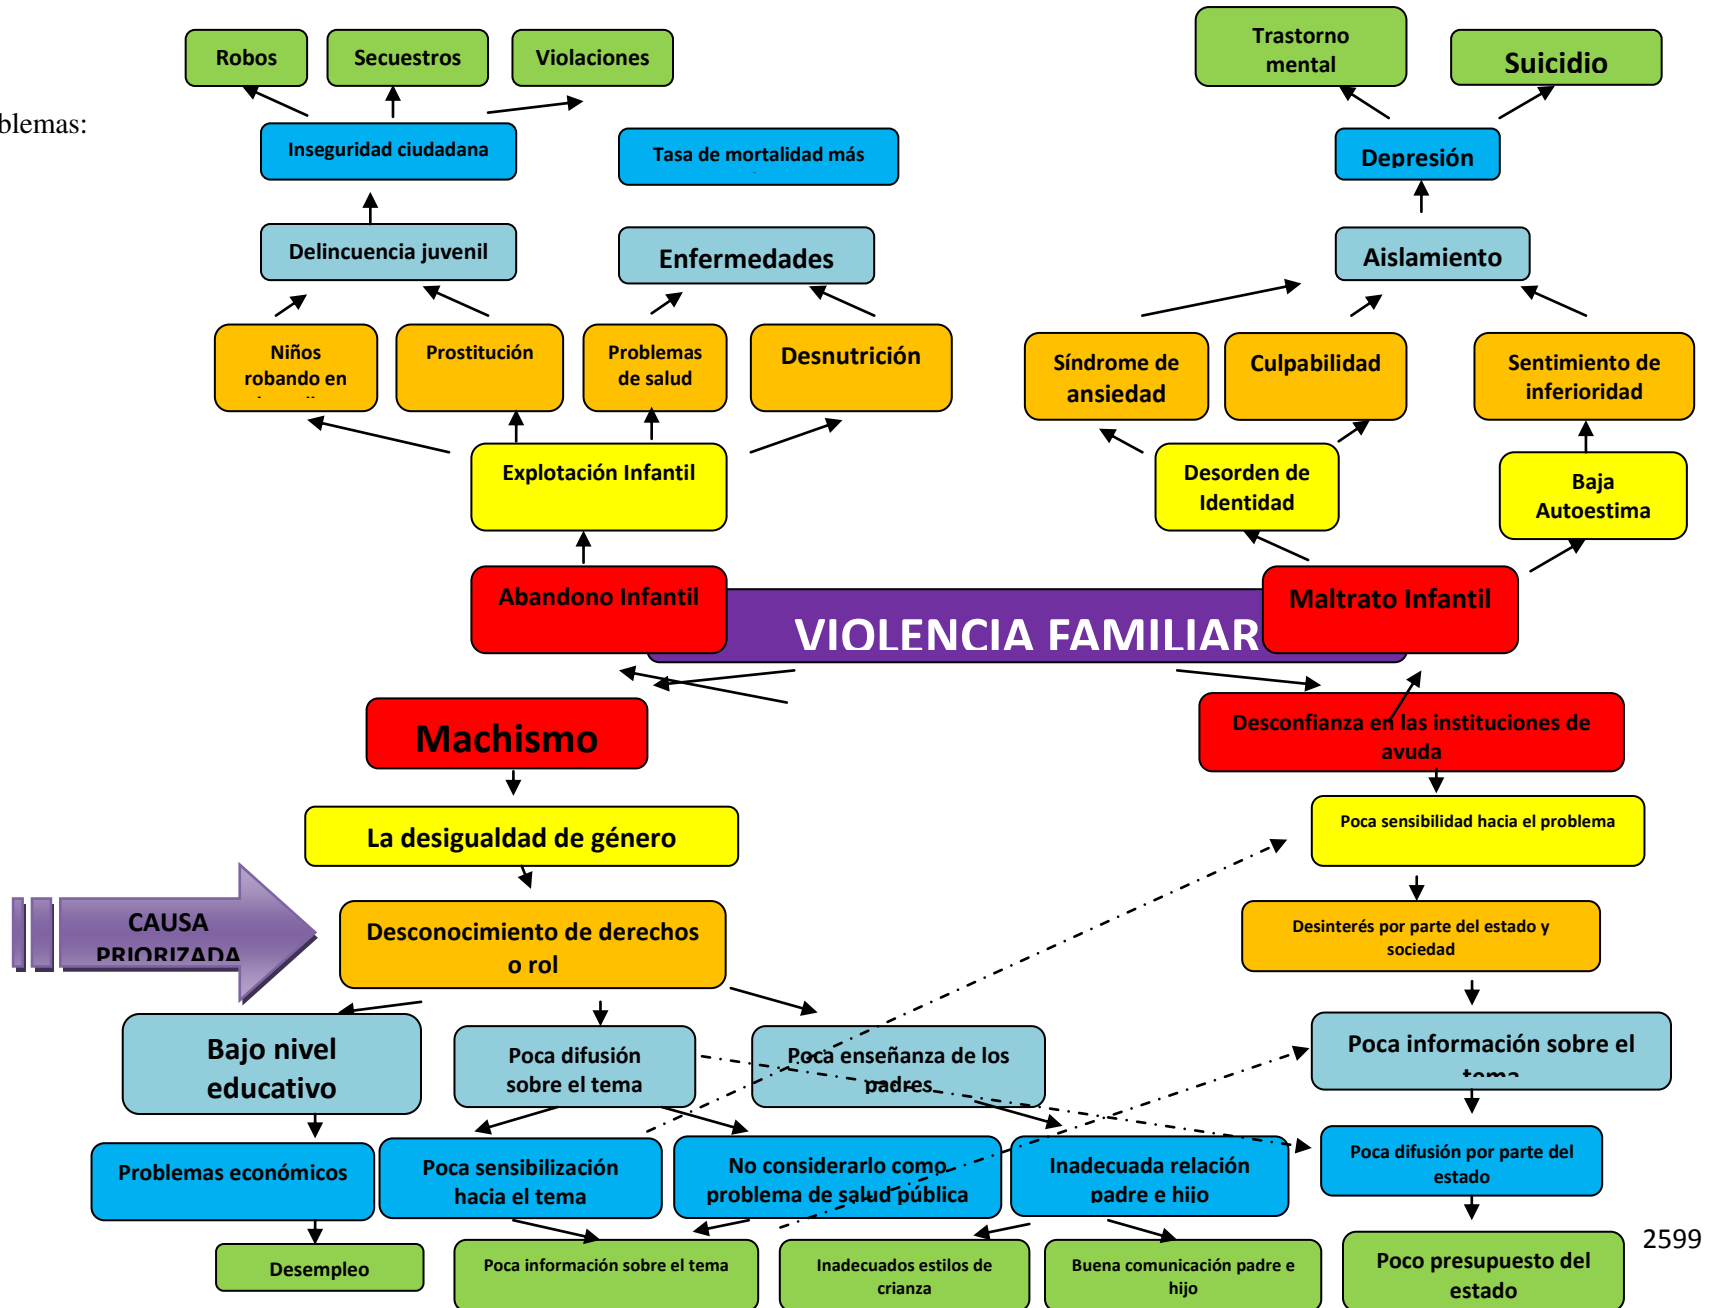 Robos
Secuestros
Violaciones
Trastorno
mental
Suicidio
blemas:
Inseguridad ciudadana
Tasa de mortalidad más
Depresión
Delincuencia juvenil
Enfermedades
Aislamiento
Niños
robando en
Prostitución
Problemas
de salud
Desnutrición
Síndrome de
ansiedad
Culpabilidad
Sentimiento de
inferioridad
Explotación Infantil
Desorden de
Identidad
Baja
Autoestima
Abandono Infantil
VIOLENCIA FAMILIAR
Maltrato Infantil
Machismo
Desconfianza en las instituciones de
ayuda
La desigualdad de género
Poca sensibilidad hacia el problema
CAUSA
PRIORIZADA
Desconocimiento de derechos
o rol
Desinterés por parte del estado y
sociedad
Bajo nivel
educativo
Poca difusión
sobre el tema
Poca enseñanza de los
padres
Poca información sobre el
tema
Problemas económicos
Poca sensibilización
hacia el tema
No considerarlo como
problema de salud pública
Inadecuada relación
padre e hijo
Poca difusión por parte del
estado
Desempleo
Poca información sobre el tema
Inadecuados estilos de
crianza
Buena comunicación padre e
hijo
Poco presupuesto del
estado
2599